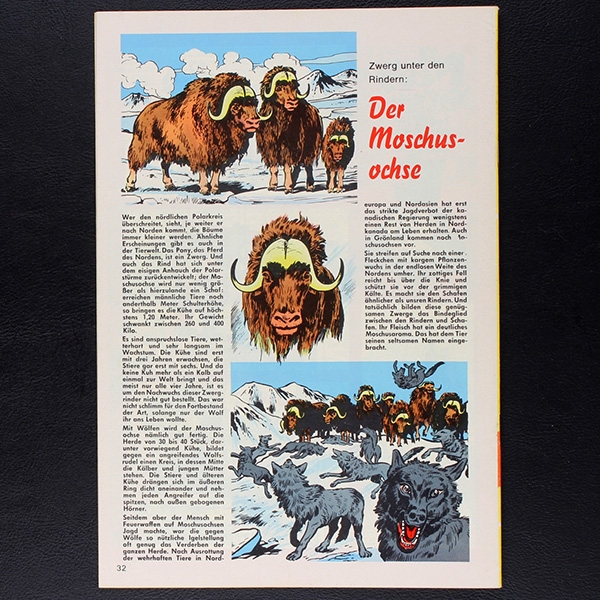 Zwerg unter den
Rindern:
Der
Moschus-
ochse
Wer den nördlichen Polarkreis
überschreitet, sieht, je weiter er
nach Norden kommt, die Bäume
immer kleiner werden. Ähnliche
Erscheinungen gibt es auch in
der Tierwelt. Das Pony, das Pferd
des Nordens, ist ein Zwerg. Und
auch das Rind hat sich unter
dem eisigen Anhauch der Polar-
stürme zurückentwickelt; der Mo-
schusochse wird nur wenig grö-
ßer als hierzulande ein Schaf:
erreichen männliche Tiere noch
anderthalb Meter Schulterhöhe,
so bringen es die Kühe auf höch-
stens 1,20 Meter. Ihr Gewicht
schwankt zwischen 260 und 400
Kilo.
Es sind anspruchslose Tiere, wet-
terhart und sehr langsam im
Wachstum. Die Kühe sind erst
mit drei Jahren erwachsen, die
Stiere gar erst mit sechs. Und da
keine Kuh mehr als ein Kalb auf
einmal zur Welt bringt und das
meist nur alle vier Jahre, ist es
um den Nachwuchs dieser Zwerg-
rinder nicht gut bestellt. Das war
nicht schlimm für den Fortbestand
der Art, solange nur der Wolf
ihr ans Leben wollte.
Mit Wölfen wird der Moschus-
ochse nämlich gut fertig. Die
Herde von 30 bis 40 Stück, dar-
unter vorwiegend Kühe, bildet
gegen ein angreifendes Wolfs-
rudel einen Kreis, in dessen Mitte
die Kälber und jungen Mütter
stehen. Die Stiere und älteren
Kühe drängen sich im äußeren
Ring dicht aneinander und neh-
men jeden Angreifer auf die
spitzen, nach außen gebogenen
Hörner.
Seitdem aber der Mensch mit
Feuerwaffen auf Moschusochsen
Jagd machte, war die gegen
Wölfe so nützliche Igelstellung
oft genug das Verderben der
ganzen Herde. Nach Ausrottung
der wehrhaften Tiere in Nord-
europa und Nordasien hat erst
das strikte Jagdverbot der ka-
nadischen Regierung wenigstens
einen Rest von Herden in Nord-
kanada am Leben erhalten. Auch
in Grönland kommen noch Mo-
schusochsen vor.
Sie streifen auf Suche nach einer
Fleckchen mit kargem Pflanzen-
wuchs in der endlosen Weite des
Nordens umher. Ihr zottiges Fell
reicht bis über die Knie und
schützt sie vor der grimmigen
Kälte. Es macht sie den Schafen
ähnlicher als unsren Rindern. Und
tatsächlich bilden diese genüg-
samen Zwerge das Bindeglied
zwischen den Rindern und Scha-
fen. Ihr Fleisch hat ein deutliches
Moschusaroma. Das hat dem Tier
seinen seltsamen Namen einge-
bracht.
32